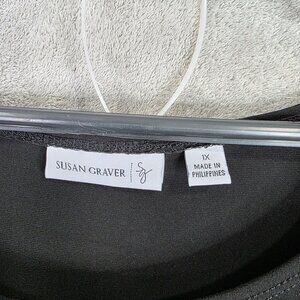 SUSAN GRAVER sg
1X
MADE IN
PHILIPPINES